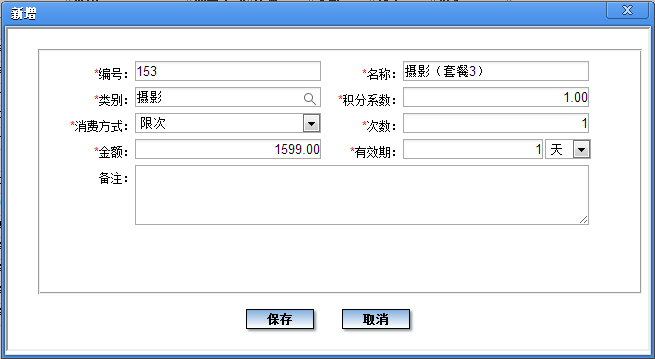 新增
*编号: 153 *名称: 摄影（套餐3）
*类别: 摄影 *积分系数: 1.00
*消费方式: 限次 *次数: 1
*金额: 1599.00 *有效期: 1 天
备注:
保存 取消